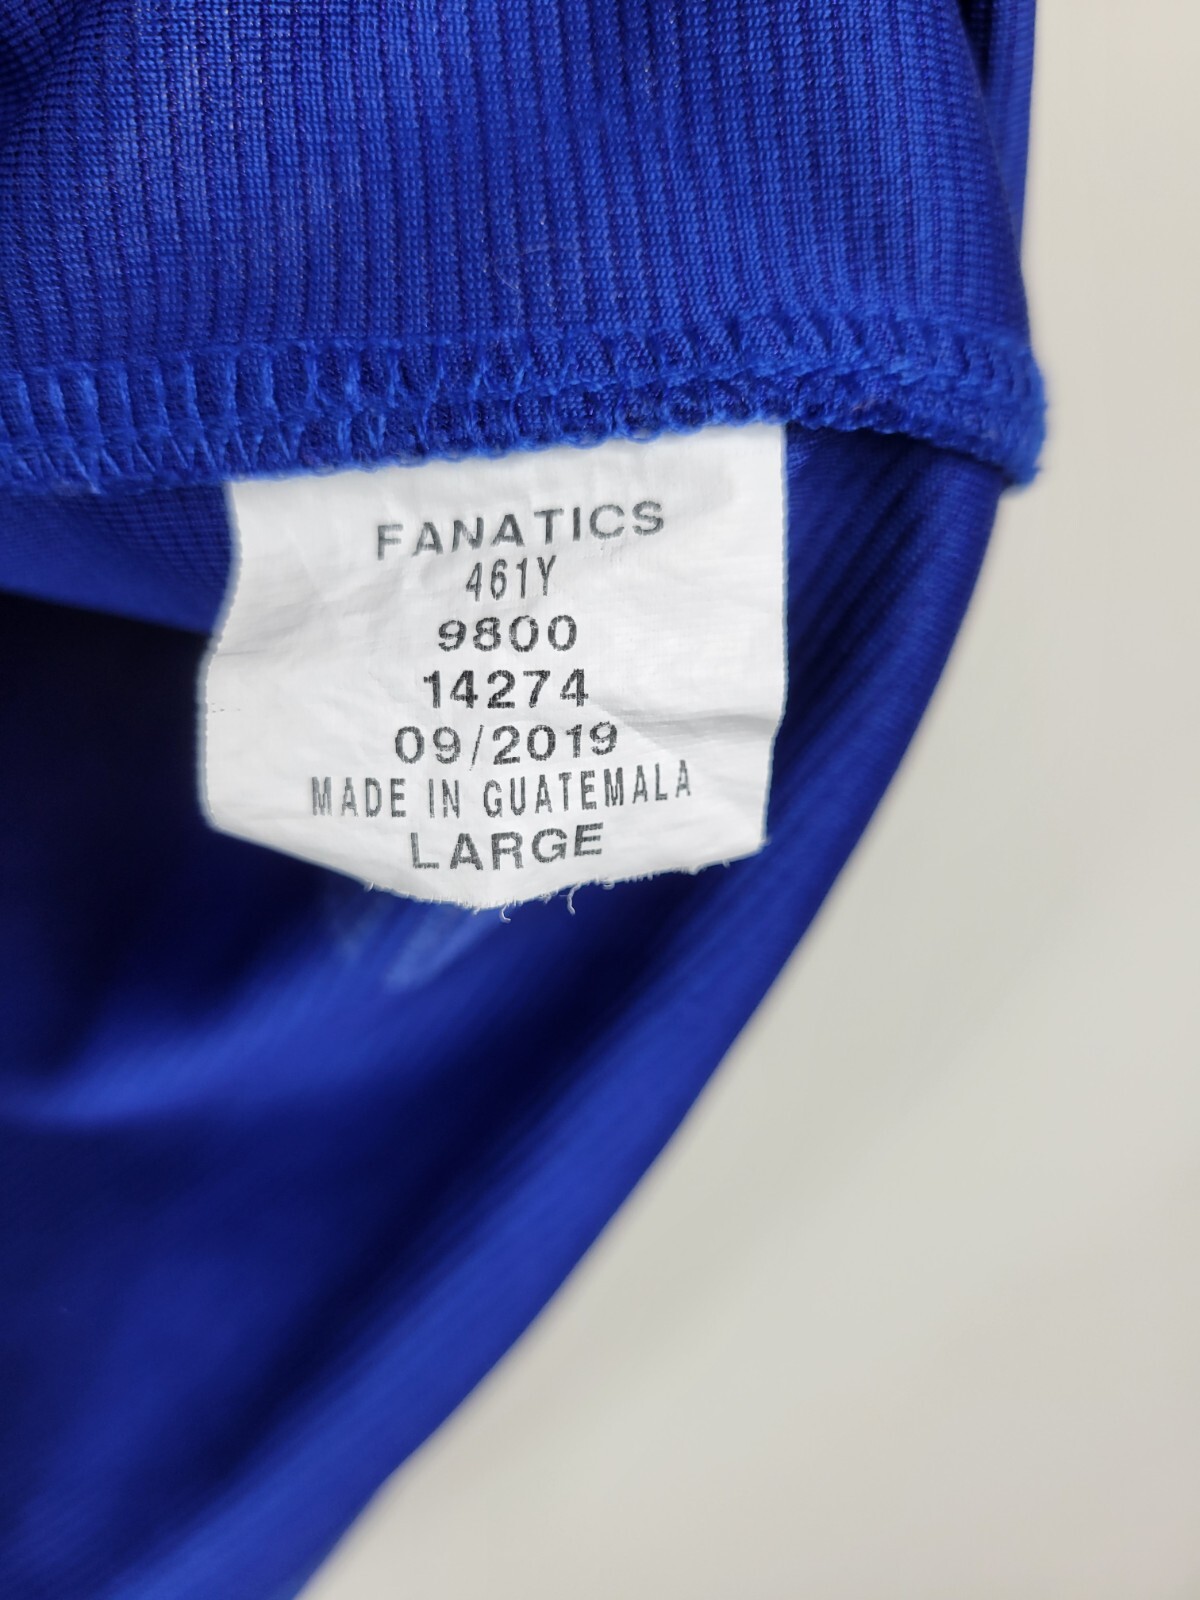 FANATICS
461Y
9800
14274
09/2019
MADE IN GUATEMALA
LARGE